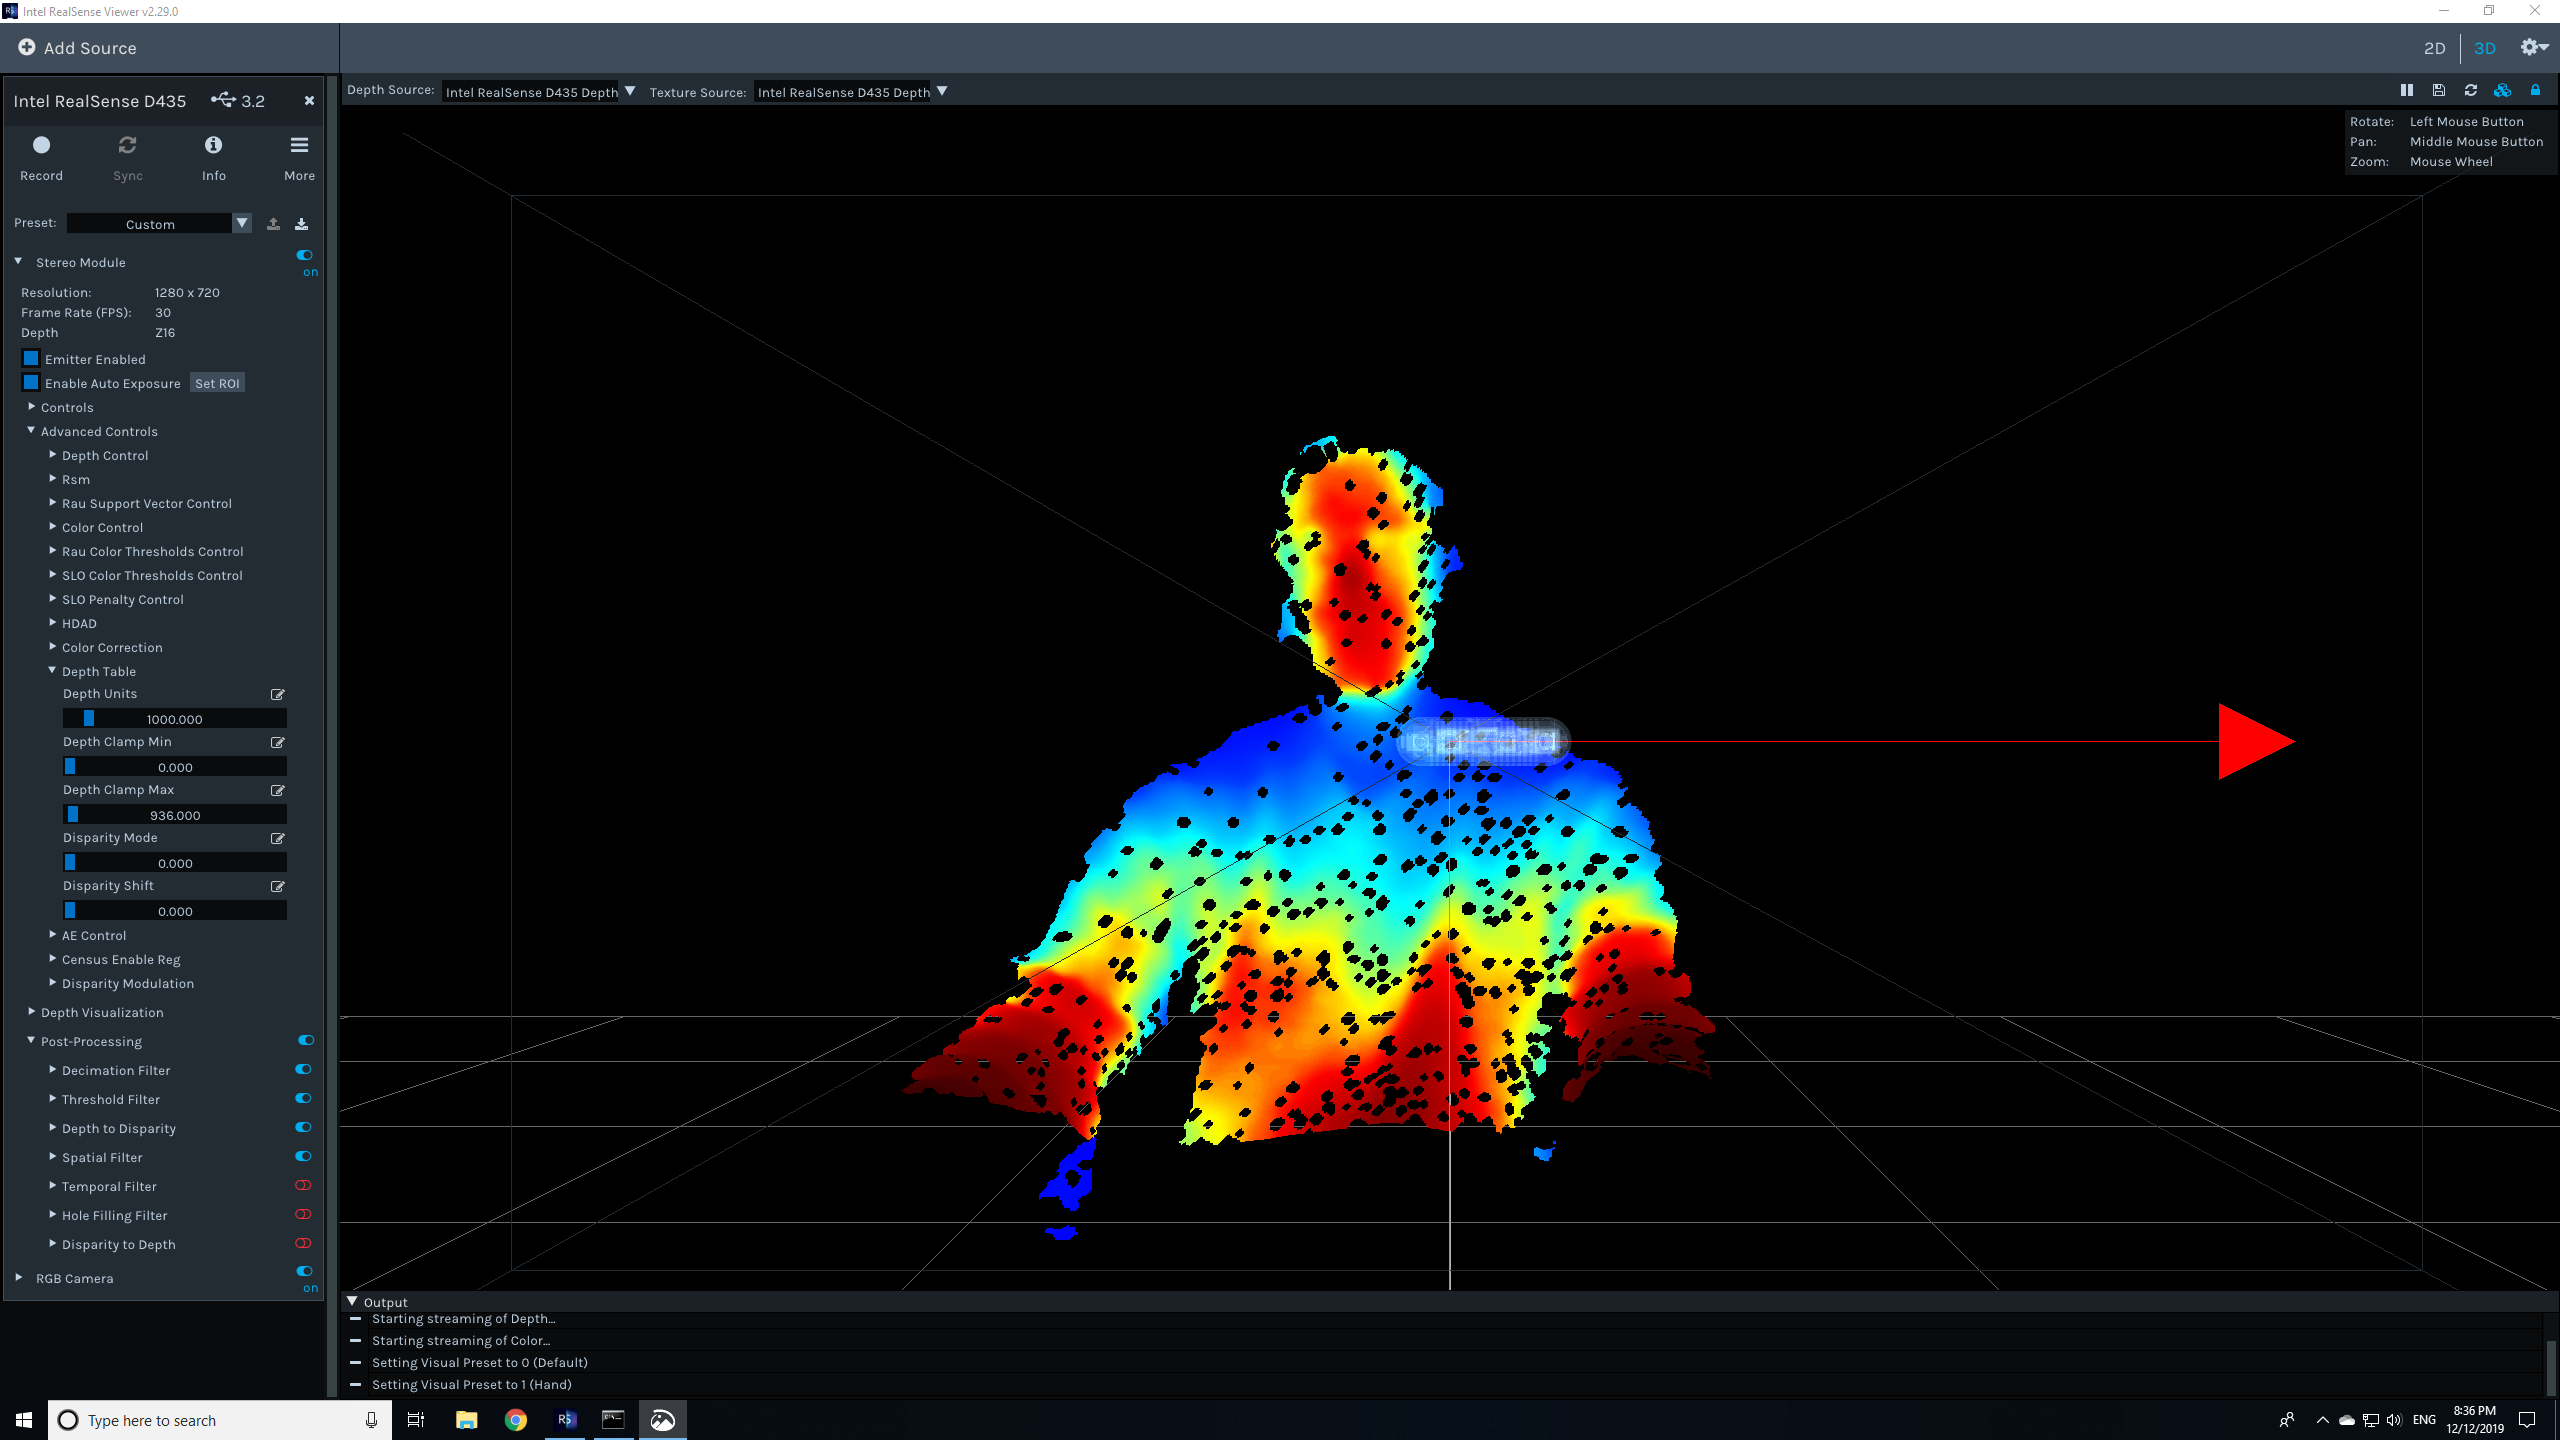 Intel RealSense Viewer v2.29.0
Add Source
2D
3D
Intel RealSense D435
3.2
Record
Sync
Info
More
Preset:
Custom
Stereo Module
on
Resolution: 1280 x 720
Frame Rate (FPS): 30
Depth Z16
Emitter Enabled
Enable Auto Exposure
Set ROI
Controls
Advanced Controls
Depth Control
Rsm
Rau Support Vector Control
Color Control
Rau Color Thresholds Control
SLO Color Thresholds Control
SLO Penalty Control
HDAD
Color Correction
Depth Table
Depth Units
1000.000
Depth Clamp Min
0.000
Depth Clamp Max
936.000
Disparity Mode
0.000
Disparity Shift
0.000
AE Control
Census Enable Reg
Disparity Modulation
Depth Visualization
Post-Processing
Decimation Filter
Threshold Filter
Depth to Disparity
Spatial Filter
Temporal Filter
Hole Filling Filter
Disparity to Depth
RGB Camera
on
Depth Source: Intel RealSense D435 Depth
Texture Source: Intel RealSense D435 Depth
Rotate: Left Mouse Button
Pan: Middle Mouse Button
Zoom: Mouse Wheel
Output
Starting streaming of Depth...
Starting streaming of Color...
Setting Visual Preset to 0 (Default)
Setting Visual Preset to 1 (Hand)
Type here to search
RS
ENG
8:36 PM
12/12/2019